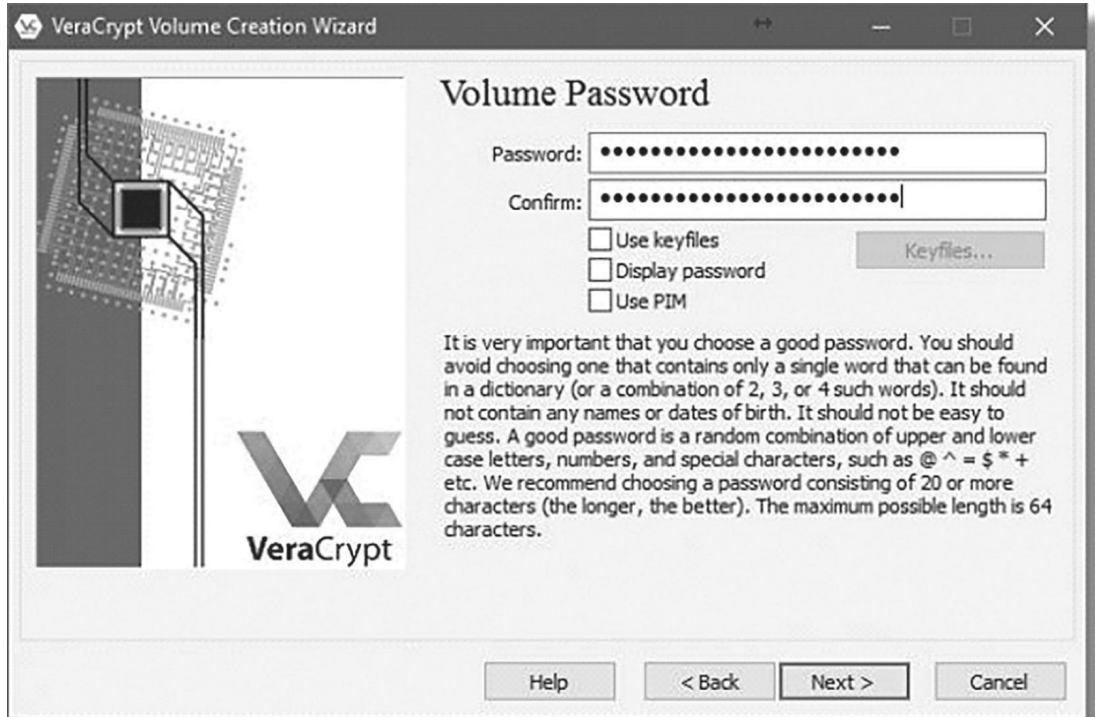 VeraCrypt Volume Creation Wizard
Volume Password
Password: ••••••••••••••••••••••••
Confirm: ••••••••••••••••••••••••
Use keyfiles
Keyfiles...
Display password
Use PIM
It is very important that you choose a good password. You should
avoid choosing one that contains only a single word that can be found
in a dictionary (or a combination of 2, 3, or 4 such words). It should
not contain any names or dates of birth. It should not be easy to
guess. A good password is a random combination of upper and lower
case letters, numbers, and special characters, such as @ ^ = $ * +
etc. We recommend choosing a password consisting of 20 or more
characters (the longer, the better). The maximum possible length is 64
characters.
VeraCrypt
Help
< Back
Next >
Cancel